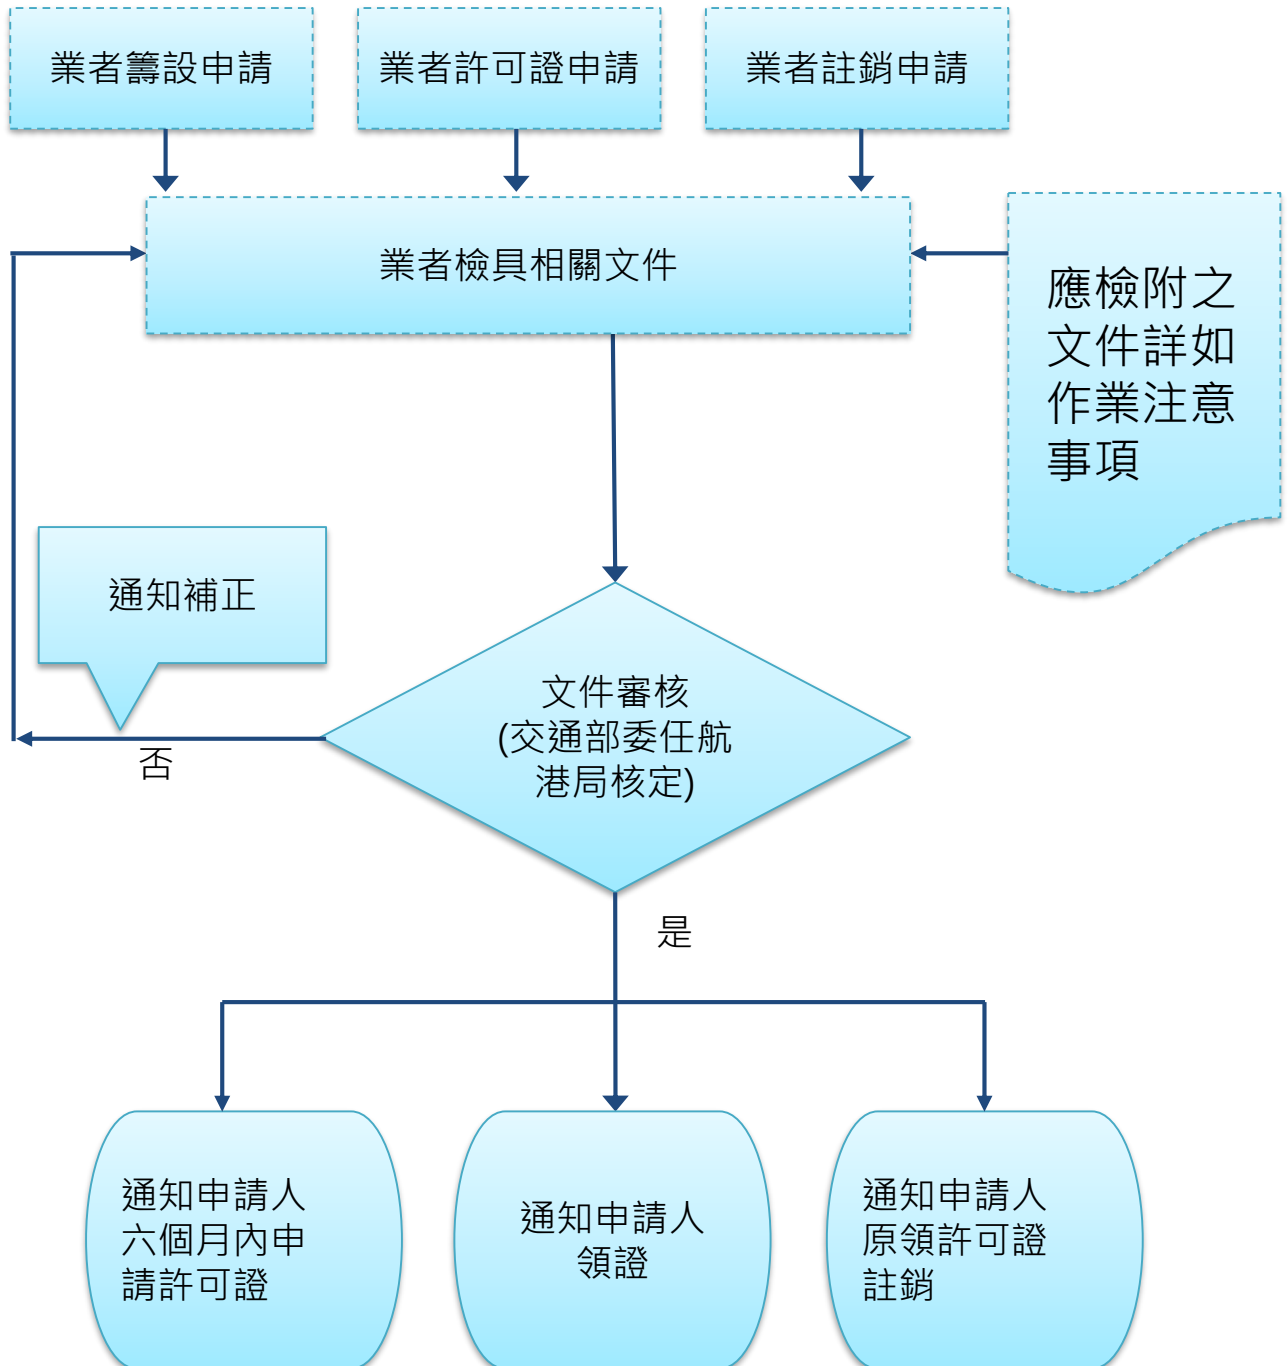 業者籌設申請
業者許可證申請
業者註銷申請
業者檢具相關文件
應檢附之
文件詳如
作業注意
事項
通知補正
文件審核
(交通部委任航
港局核定)
否
是
通知申請人
六個月內申
請許可證
通知申請人
領證
通知申請人
原領許可證
註銷